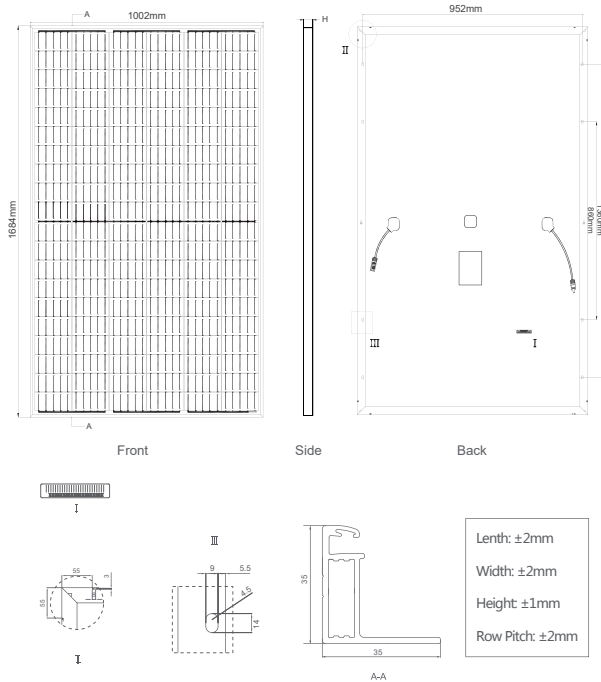 1002mm
A
H
952mm
II
1684mm
860mm
III
I
A
Front
Side
Back
I
III
55
3
9
5.5
55
4.5
14
35
35
A-A
Lenth: ±2mm
Width: ±2mm
Height: ±1mm
Row Pitch: ±2mm